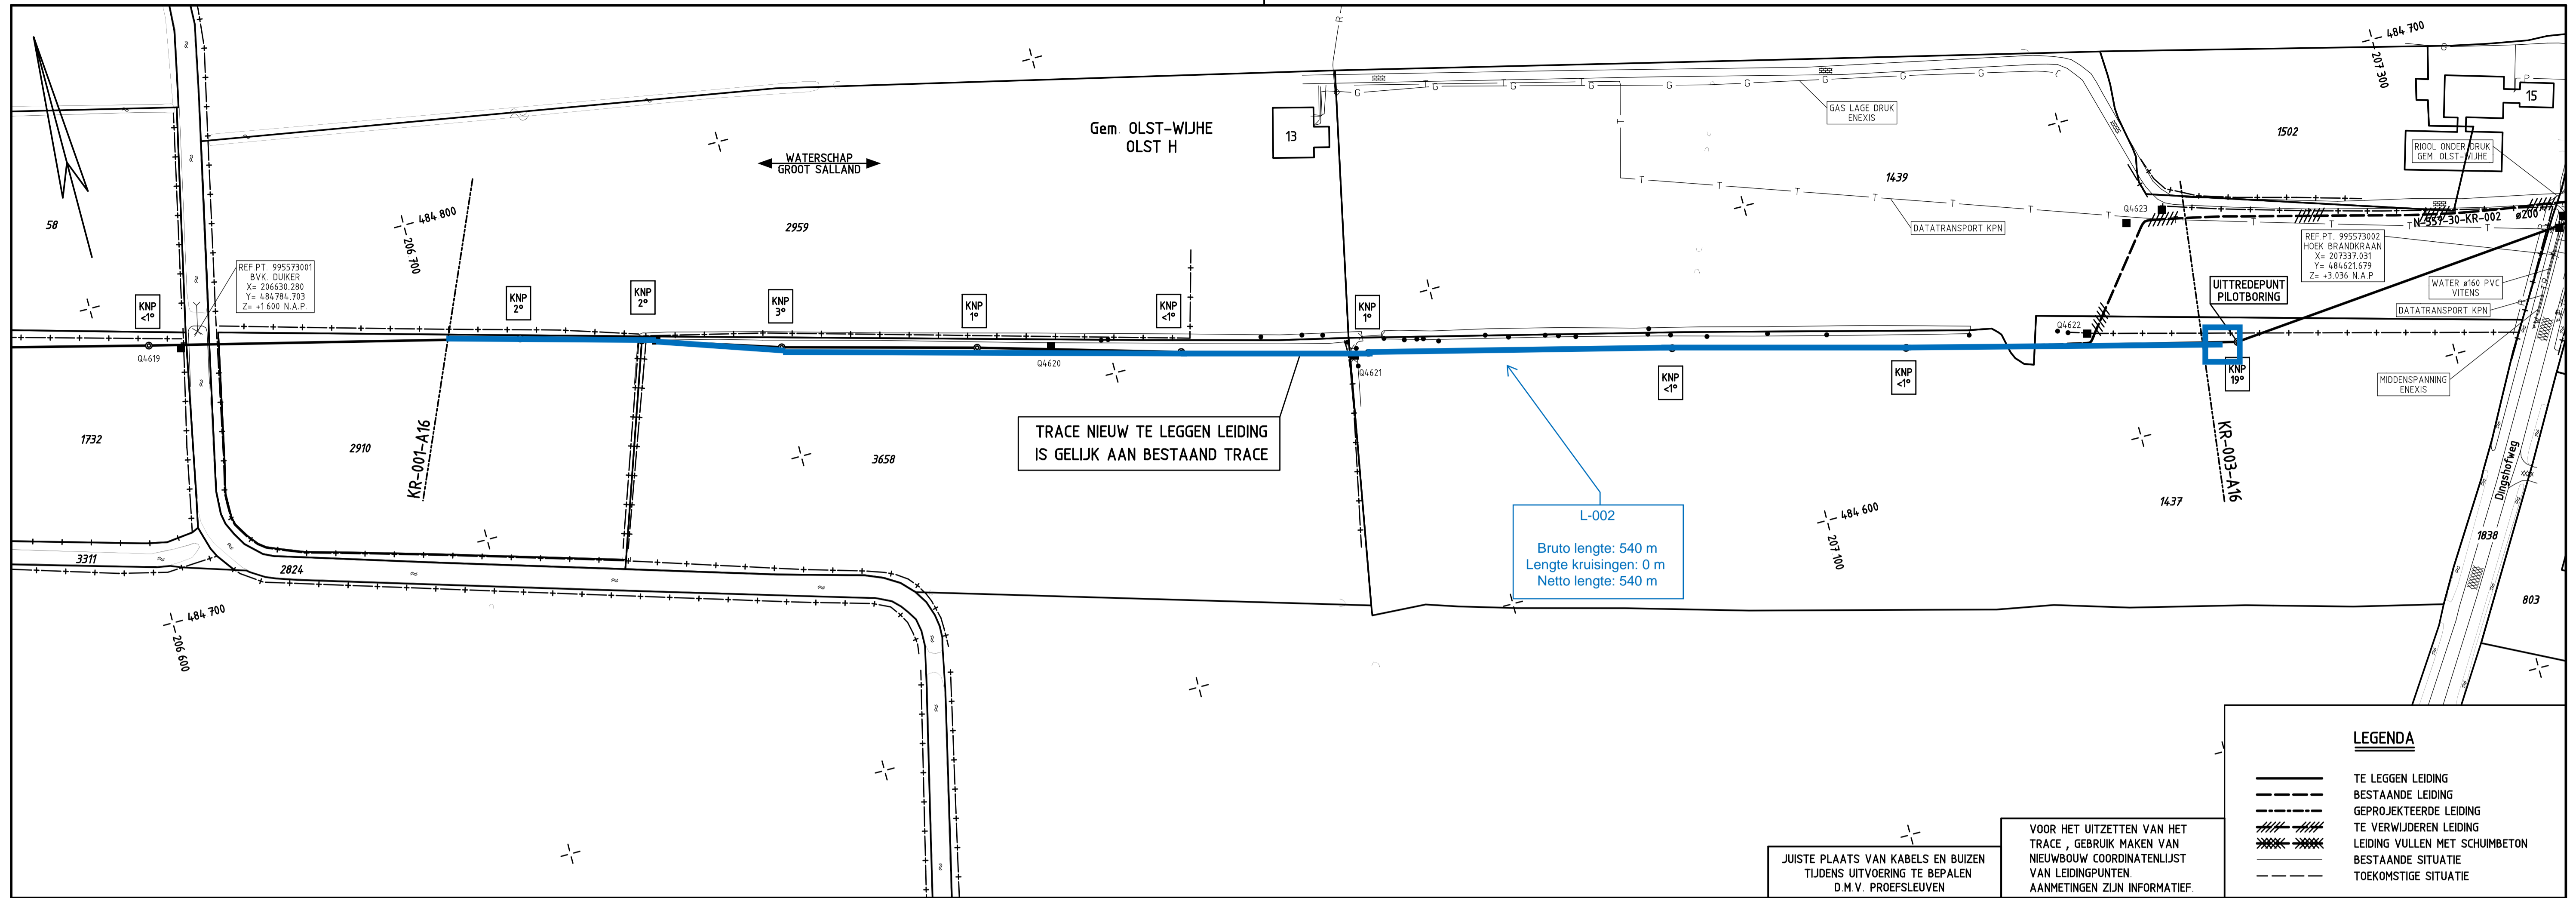 484 700
207 300
15
1502
GAS LAGE DRUK
ENEXIS
RIOOL ONDER DRUK
GEM. OLST-WIJHE
Gem. OLST-WIJHE
OLST H
13
WATERSCHAP
GROOT SALLAND
58
484 800
206 700
2959
1439
DATATRANSPORT KPN
Q4623
N-557-30-KR-002 ø200
REF.PT. 995573002
HOEK BRANDKRAAN
X= 207337.031
Y= 484621.679
Z= +3.036 N.A.P.
REF.PT. 995573001
BVK. DUIKER
X= 206630.280
Y= 484784.703
Z= +1.600 N.A.P.
KNP
<1°
KNP
2°
KNP
2°
KNP
3°
KNP
1°
KNP
<1°
KNP
1°
UITTREDEPUNT
PILOTBORING
WATER ø160 PVC
VITENS
DATATRANSPORT KPN
Q4619
Q4620
Q4621
Q4622
KNP
<1°
KNP
<1°
KNP
19°
MIDDENSPANNING
ENEXIS
1732
2910
KR-001-A16
3658
TRACE NIEUW TE LEGGEN LEIDING
IS GELIJK AAN BESTAAND TRACE
KR-003-A16
1437
Dingshofweg
L-002
Bruto lengte: 540 m
Lengte kruisingen: 0 m
Netto lengte: 540 m
484 600
207 100
1838
3311
2824
803
484 700
206 600
LEGENDA
TE LEGGEN LEIDING
BESTAANDE LEIDING
GEPROJEKTEERDE LEIDING
TE VERWIJDEREN LEIDING
LEIDING VULLEN MET SCHUIMBETON
BESTAANDE SITUATIE
TOEKOMSTIGE SITUATIE
JUISTE PLAATS VAN KABELS EN BUIZEN
TIJDENS UITVOERING TE BEPALEN
D.M.V. PROEFSLEUVEN
VOOR HET UITZETTEN VAN HET
TRACE , GEBRUIK MAKEN VAN
NIEUWBOUW COORDINATENLIJST
VAN LEIDINGPUNTEN.
AANMETINGEN ZIJN INFORMATIEF.